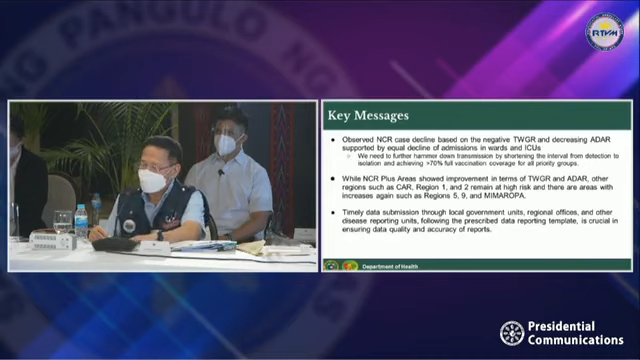 PANGULO NG
RTVM
Key Messages
• Observed NCR case decline based on the negative TWGR and decreasing ADAR
supported by equal decline of admissions in wards and ICUs
◦ We need to further hammer down transmission by shortening the interval from detection to
isolation and achieving >70% full vaccination coverage for all priority groups.
• While NCR Plus Areas showed improvement in terms of TWGR and ADAR, other
regions such as CAR, Region 1, and 2 remain at high risk and there are areas with
increases again such as Regions 5, 9, and MIMAROPA.
• Timely data submission through local government units, regional offices, and other
disease reporting units, following the prescribed data reporting template, is crucial in
ensuring data quality and accuracy of reports.
Department of Health
Presidential
Communications